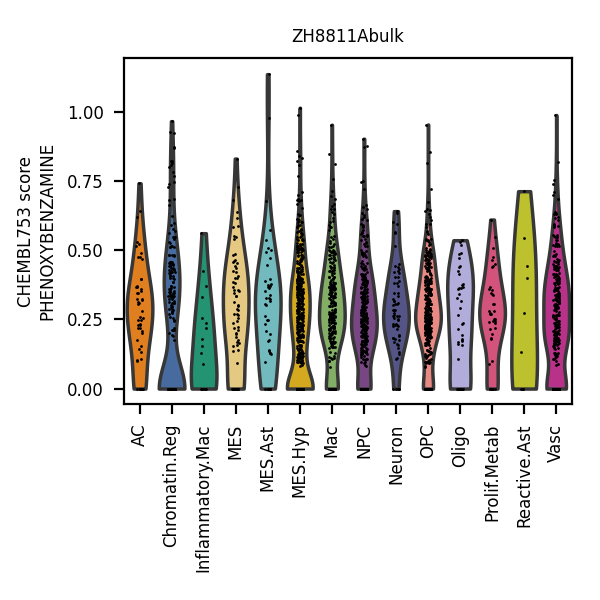 ZH8811Abulk
CHEMBL753 score
PHENOXYBENZAMINE
1.00
0.75
0.50
0.25
0.00
AC
Chromatin.Reg
Inflammatory.Mac
MES
MES.Ast
MES.Hyp
Mac
NPC
Neuron
OPC
Oligo
Prolif.Metab
Reactive.Ast
Vasc